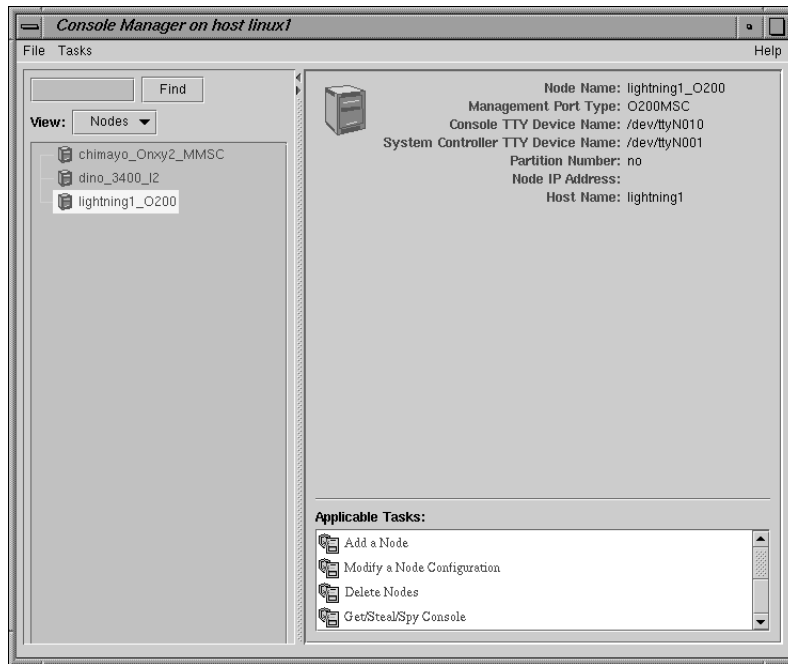 Console Manager on host linux1
File Tasks Help
Find
View: Nodes
chimayo_Onxy2_MMSC
dino_3400_l2
lightning1_O200
Node Name: lightning1_O200
Management Port Type: O200MSC
Console TTY Device Name: /dev/ttyN010
System Controller TTY Device Name: /dev/ttyN001
Partition Number: no
Node IP Address:
Host Name: lightning1
Applicable Tasks:
Add a Node
Modify a Node Configuration
Delete Nodes
Get/Steal/Spy Console